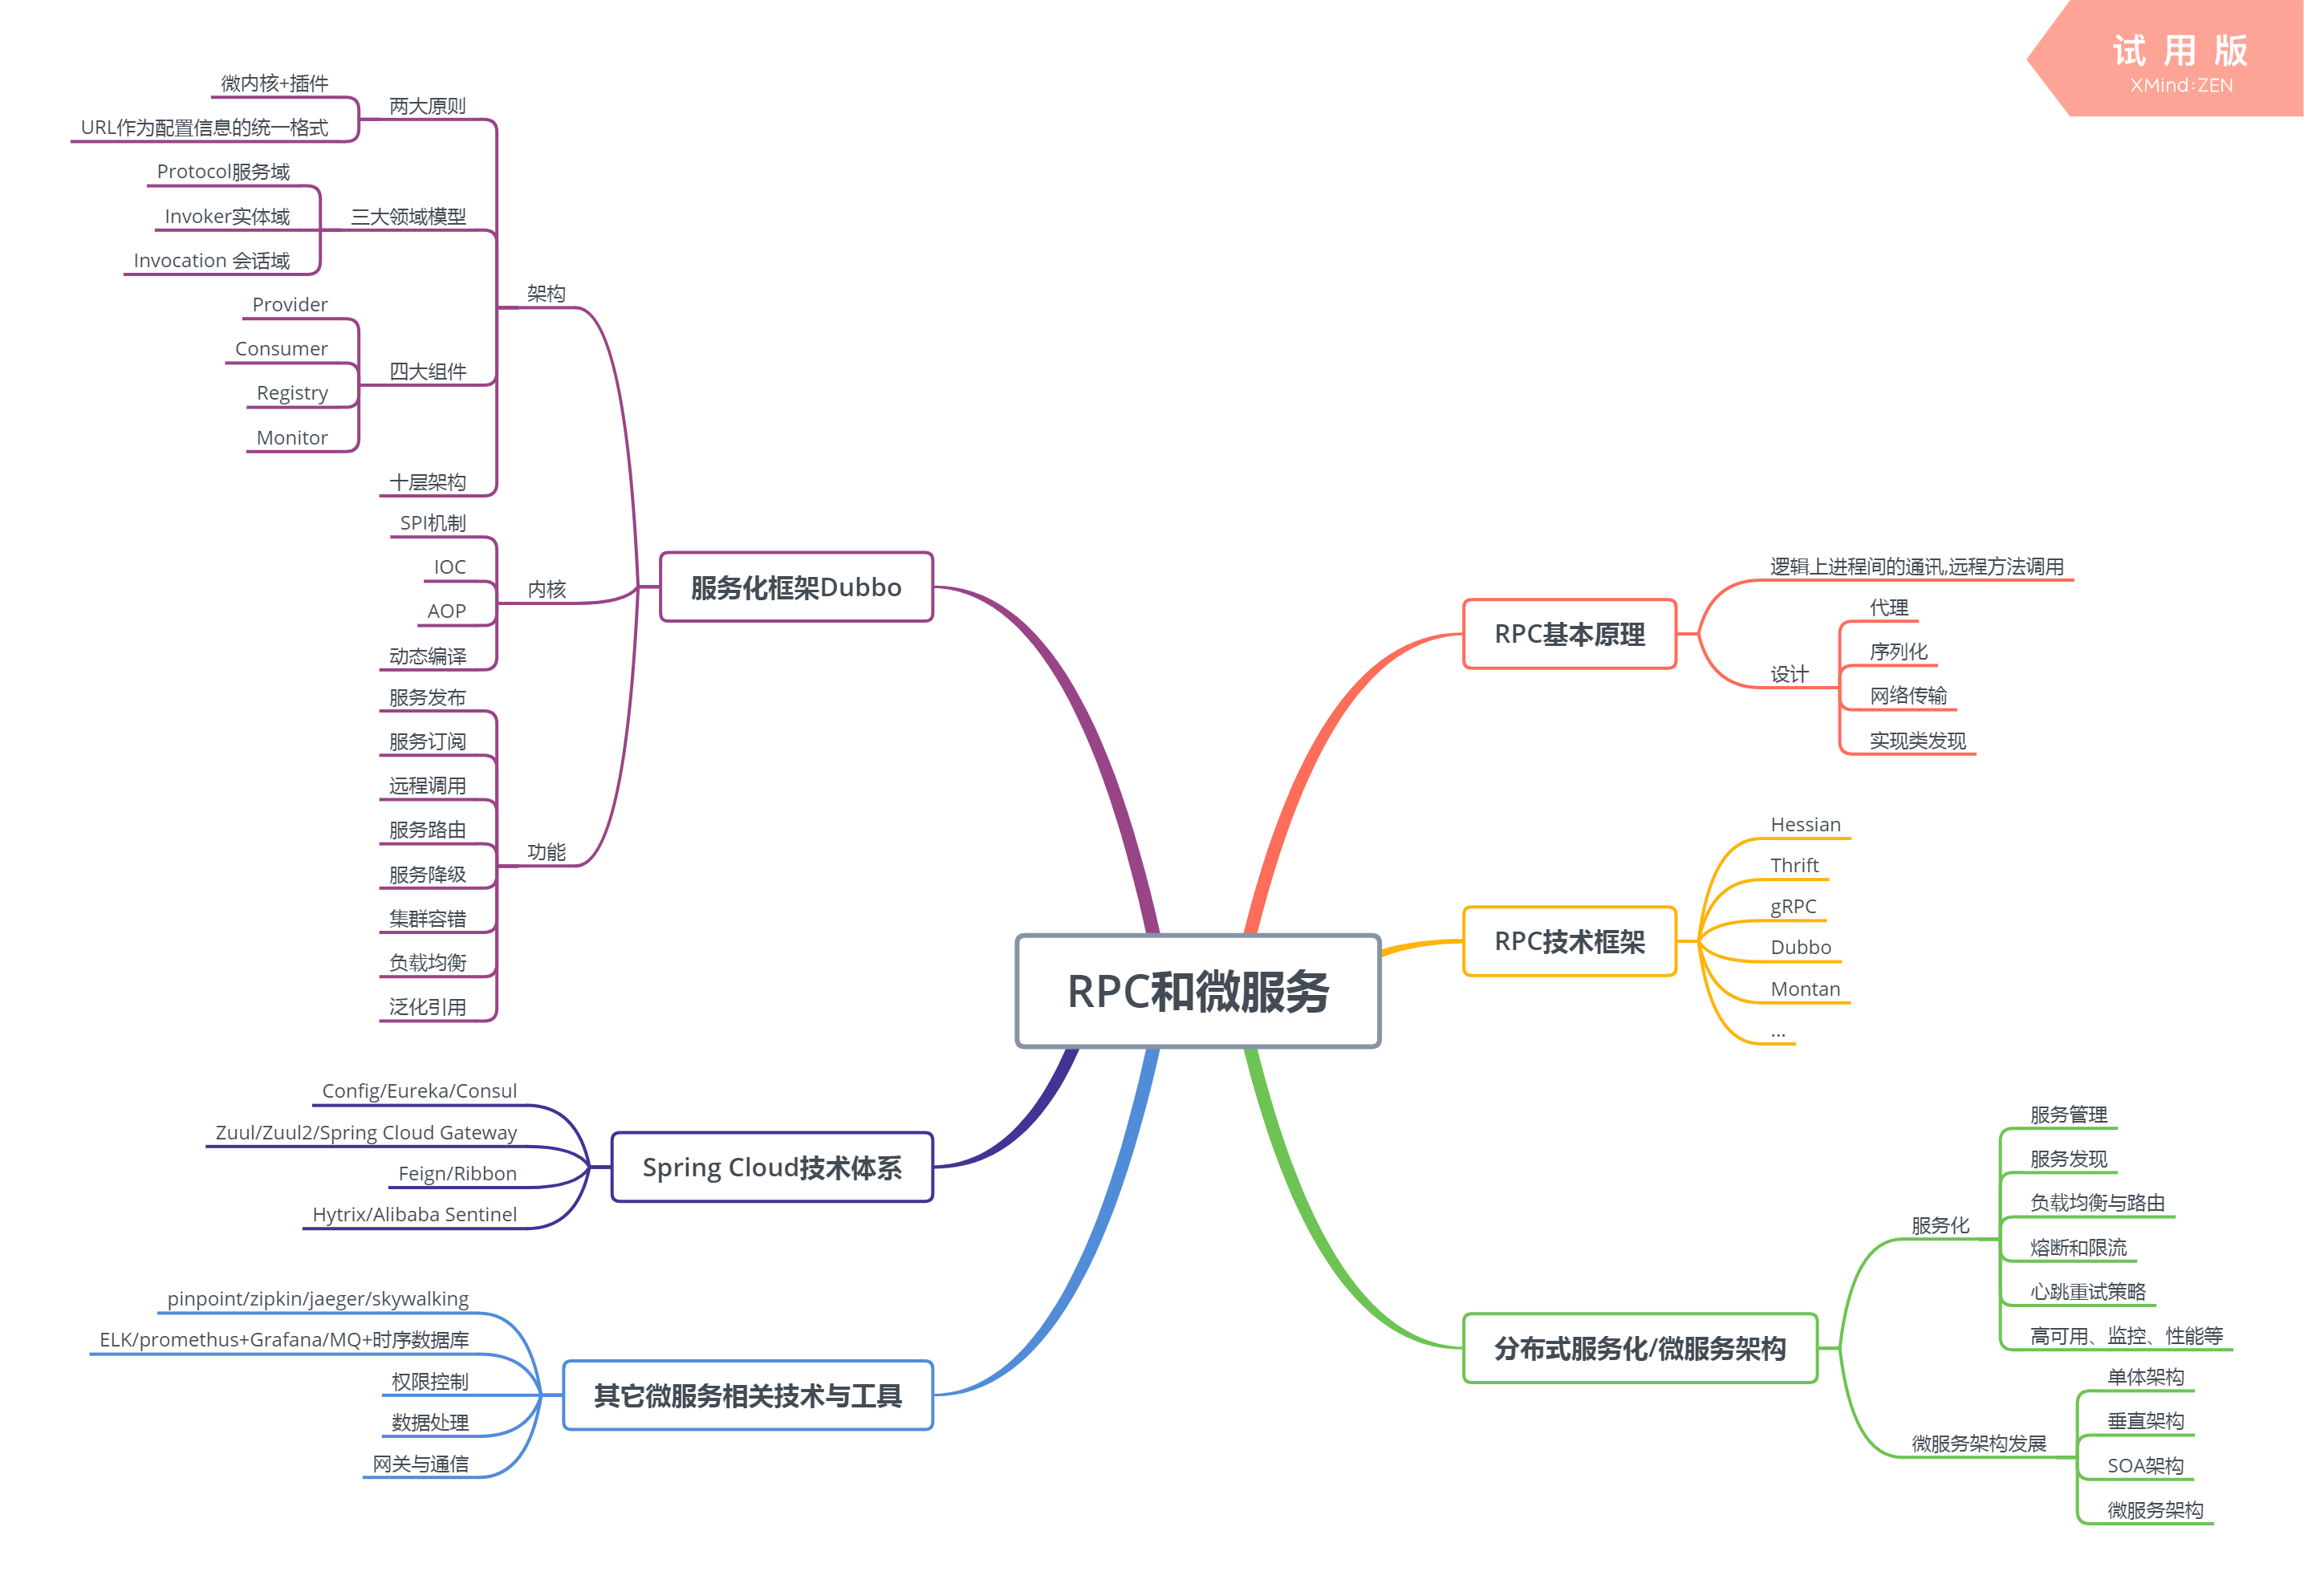 试用版
XMind:ZEN
RPC和微服务
RPC基本原理
逻辑上进程间的通讯,远程方法调用
设计
代理
序列化
网络传输
实现类发现
RPC技术框架
Hessian
Thrift
gRPC
Dubbo
Montan
...
分布式服务化/微服务架构
服务化
服务管理
服务发现
负载均衡与路由
熔断和限流
心跳重试策略
高可用、监控、性能等
微服务架构发展
单体架构
垂直架构
SOA架构
微服务架构
服务化框架Dubbo
架构
两大原则
微内核+插件
URL作为配置信息的统一格式
三大领域模型
Protocol服务域
Invoker实体域
Invocation 会话域
四大组件
Provider
Consumer
Registry
Monitor
十层架构
内核
SPI机制
IOC
AOP
动态编译
功能
服务发布
服务订阅
远程调用
服务路由
服务降级
集群容错
负载均衡
泛化引用
Spring Cloud技术体系
Config/Eureka/Consul
Zuul/Zuul2/Spring Cloud Gateway
Feign/Ribbon
Hytrix/Alibaba Sentinel
其它微服务相关技术与工具
pinpoint/zipkin/jaeger/skywalking
ELK/promethus+Grafana/MQ+时序数据库
权限控制
数据处理
网关与通信